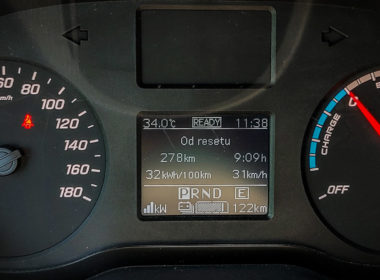 34.0°C READY 11:38
Od resetu
278km 9:09h
32kWh/100km 31km/h
PRND E
kW 122km
60
80
100
120
140
160
180
km/h
CHARGE
OFF